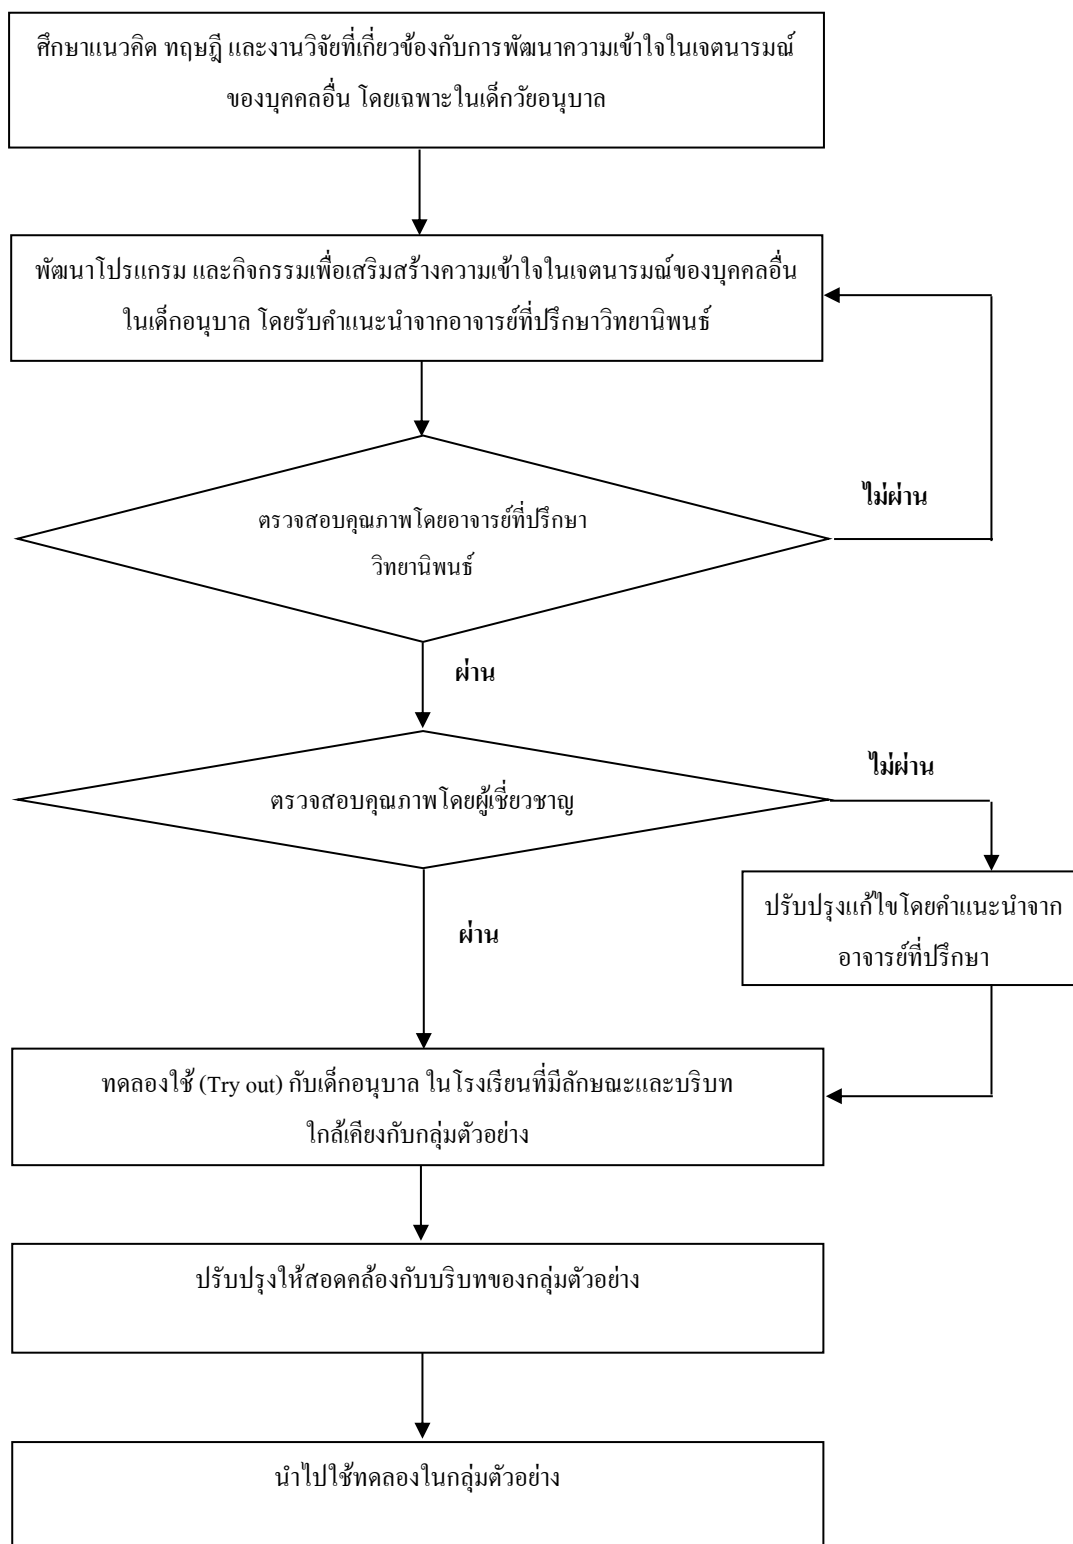 ศึกษาแนวคิด ทฤษฎี และงานวิจัยที่เกี่ยวข้องกับการพัฒนาความเข้าใจในเจตนารมณ์
ของบุคคลอื่น โดยเฉพาะในเด็กวัยอนุบาล
พัฒนาโปรแกรม และกิจกรรมเพื่อเสริมสร้างความเข้าใจในเจตนารมณ์ของบุคคลอื่น
ในเด็กอนุบาล โดยรับคำแนะนำจากอาจารย์ที่ปรึกษาวิทยานิพนธ์
ไม่ผ่าน
ตรวจสอบคุณภาพโดยอาจารย์ที่ปรึกษา
วิทยานิพนธ์
ผ่าน
ไม่ผ่าน
ตรวจสอบคุณภาพโดยผู้เชี่ยวชาญ
ปรับปรุงแก้ไขโดยคำแนะนำจาก
อาจารย์ที่ปรึกษา
ผ่าน
ทดลองใช้ (Try out) กับเด็กอนุบาล ในโรงเรียนที่มีลักษณะและบริบท
ใกล้เคียงกับกลุ่มตัวอย่าง
ปรับปรุงให้สอดคล้องกับบริบทของกลุ่มตัวอย่าง
นำไปใช้ทดลองในกลุ่มตัวอย่าง